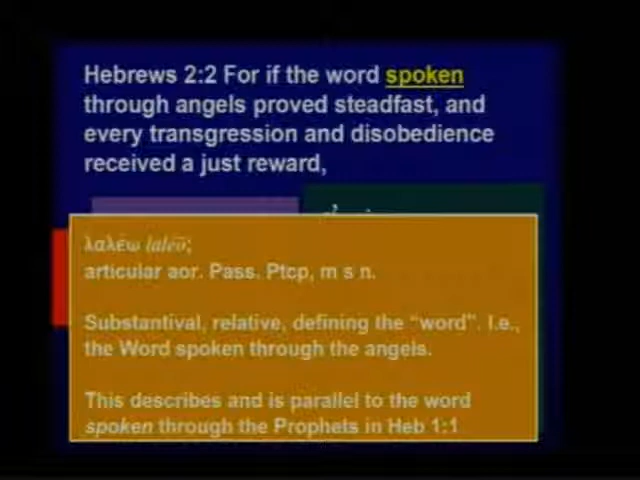 Hebrews 2:2 For if the word spoken
through angels proved steadfast, and
every transgression and disobedience
received a just reward,
λαλέω laleō;
articular aor. Pass. Ptcp, m s n.
Substantival, relative, defining the “word”. I.e.,
the Word spoken through the angels.
This describes and is parallel to the word
spoken through the Prophets in Heb 1:1